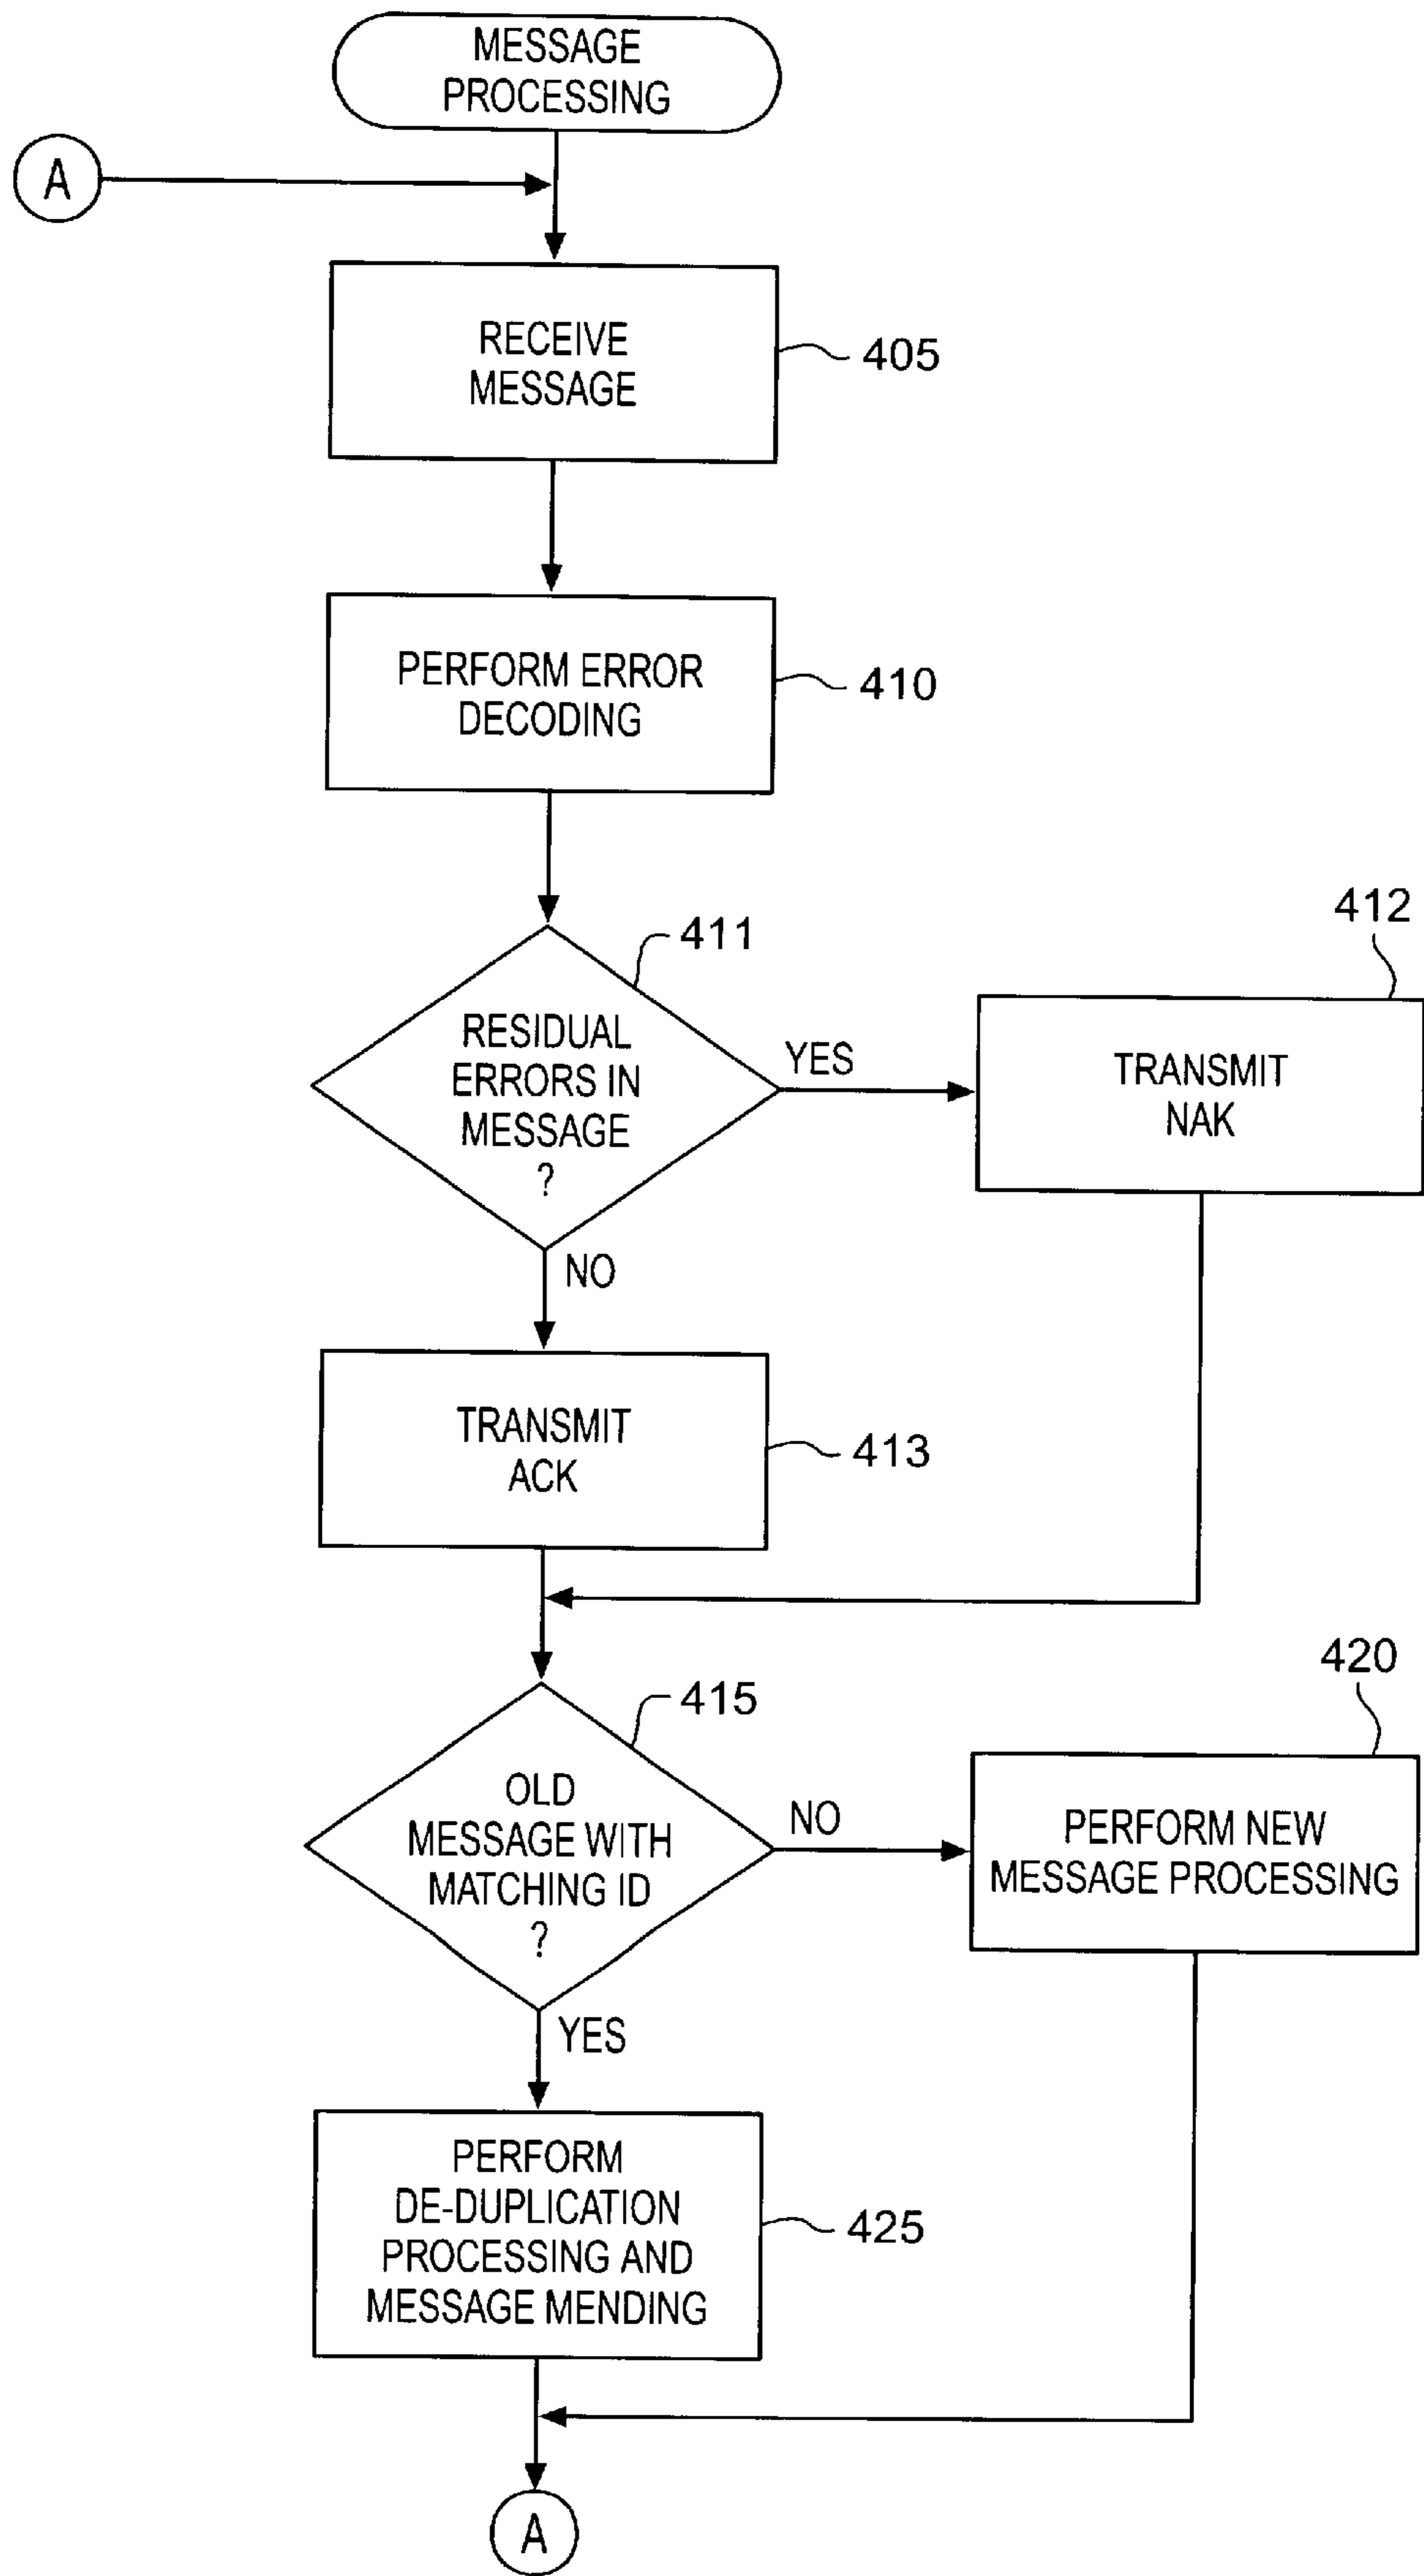 MESSAGE
PROCESSING
A
RECEIVE
MESSAGE
405
PERFORM ERROR
DECODING
410
411
412
RESIDUAL
ERRORS IN
MESSAGE
?
YES
TRANSMIT
NAK
NO
TRANSMIT
ACK
413
415
420
OLD
MESSAGE WITH
MATCHING ID
?
NO
PERFORM NEW
MESSAGE PROCESSING
YES
PERFORM
DE-DUPLICATION
PROCESSING AND
MESSAGE MENDING
425
A